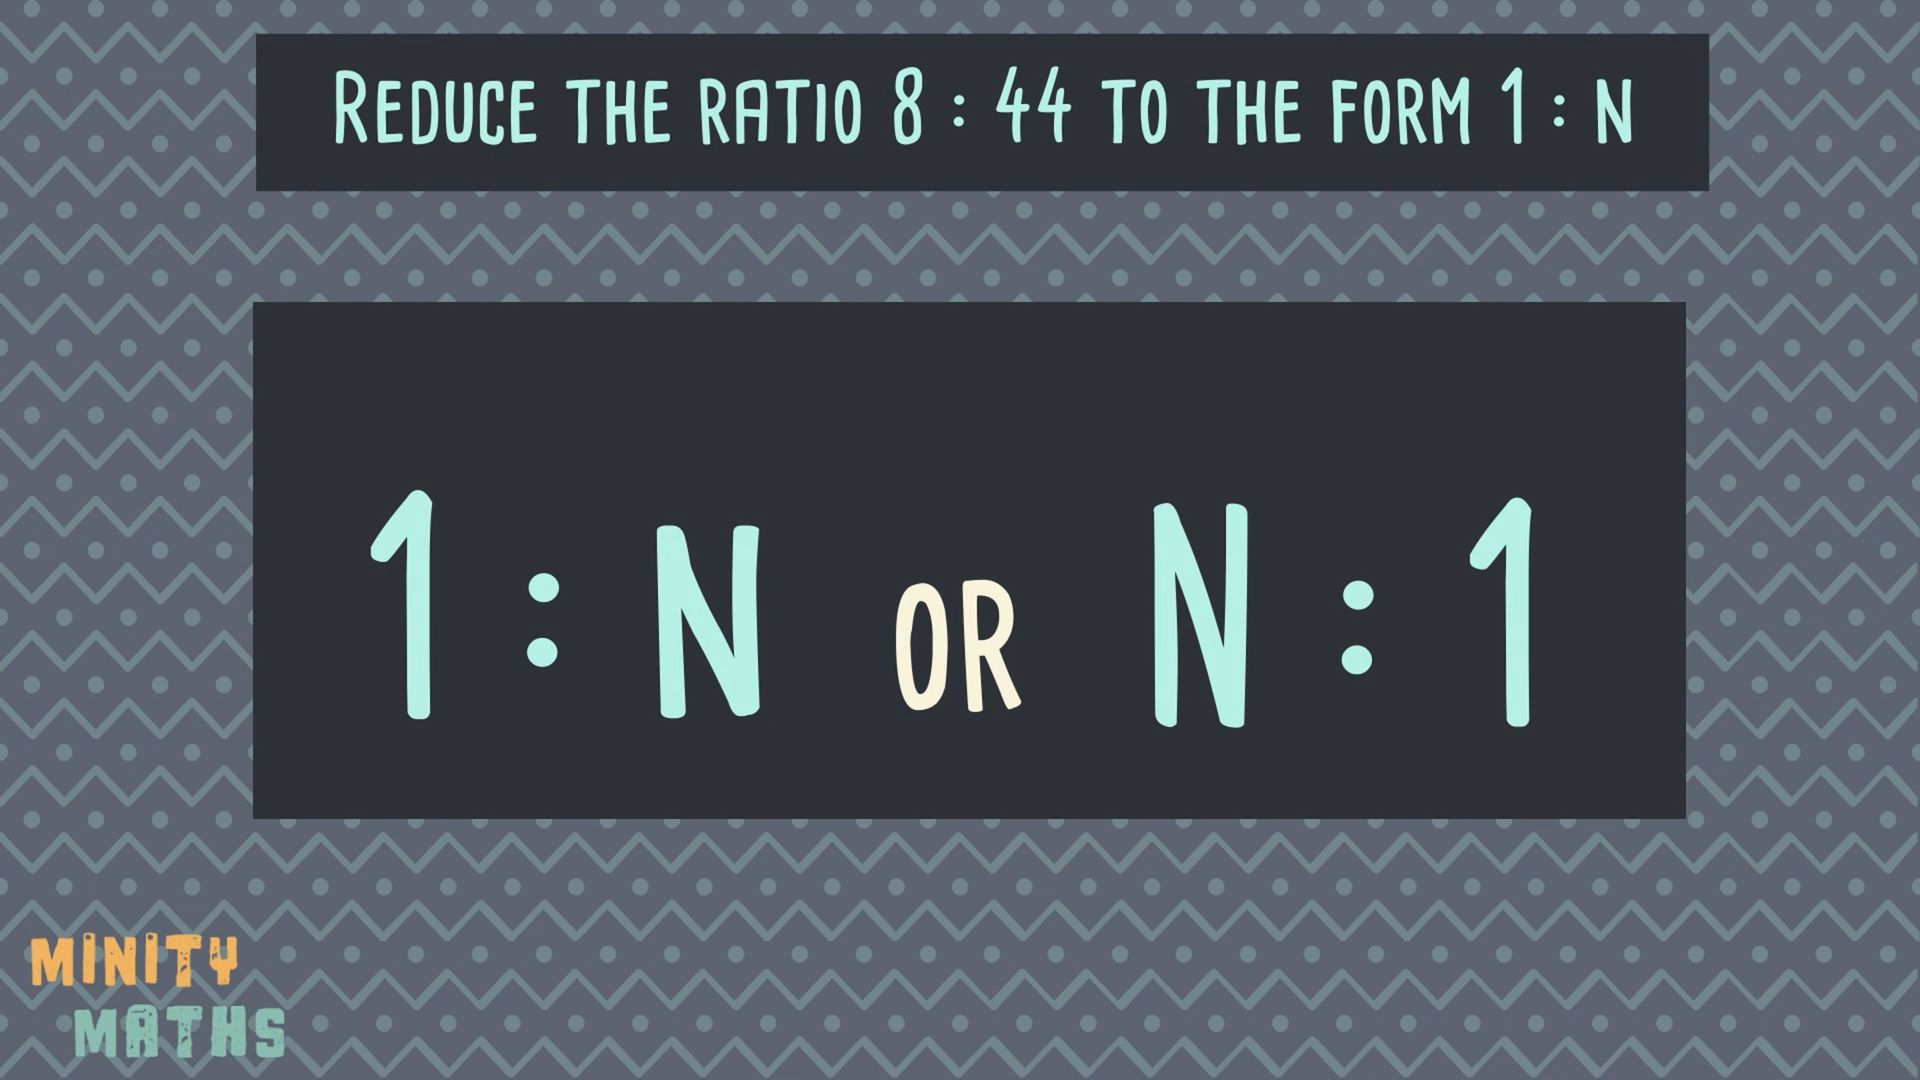 REDUCE THE RATIO 8 : 44 TO THE FORM 1 : N
1 : N OR N : 1
MINITY
MATHS